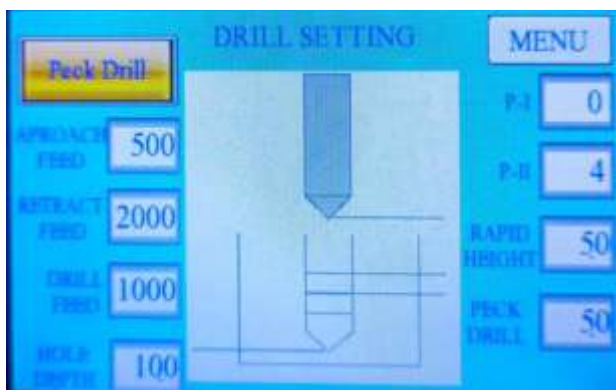 DRILL SETTING
MENU
Peck Drill
APROACH FEED 500
RETRACT FEED 2000
DRILL FEED 1000
HOLE DEPTH 100
P-I 0
P-II 4
RAPID HEIGHT 50
PECK DRILL 50